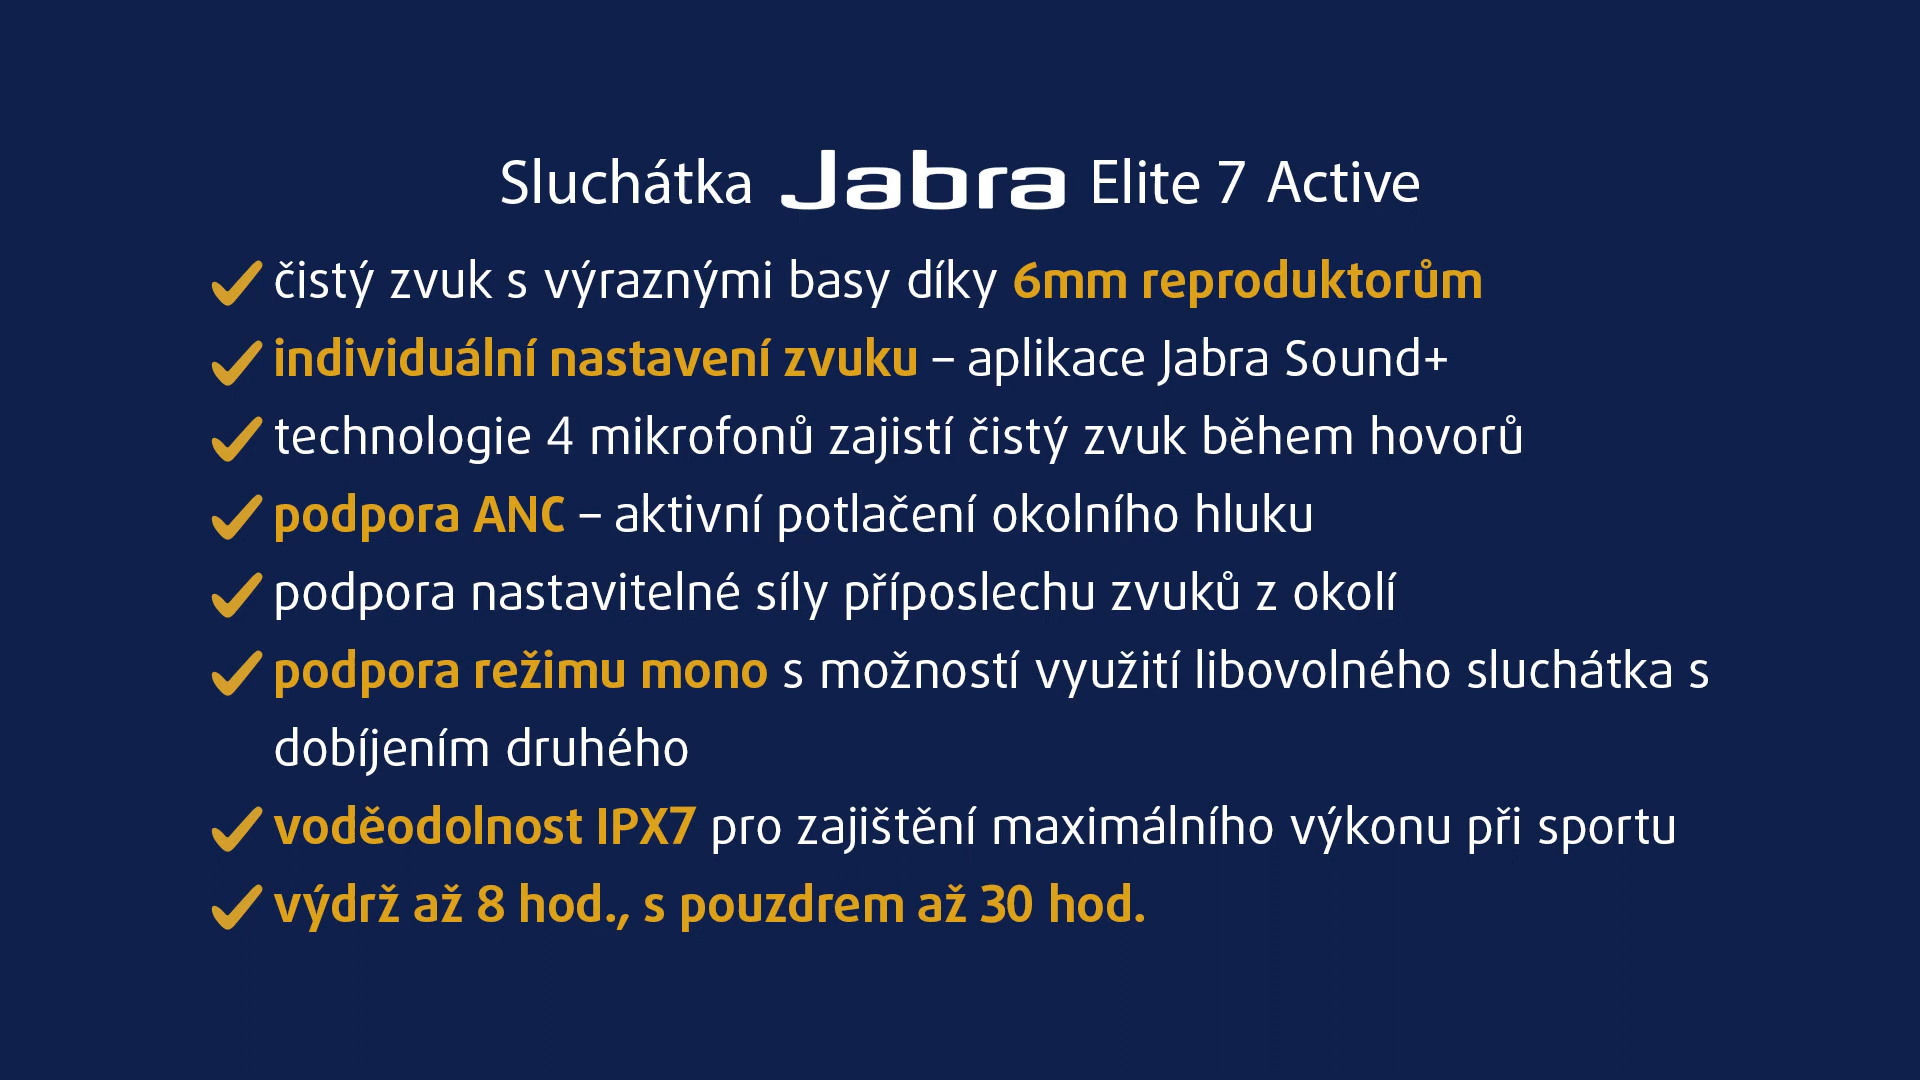 Sluchátka Jabra Elite 7 Active
čistý zvuk s výraznými basy díky 6mm reproduktorům
individuální nastavení zvuku – aplikace Jabra Sound+
technologie 4 mikrofonů zajistí čistý zvuk během hovorů
podpora ANC – aktivní potlačení okolního hluku
podpora nastavitelné síly příposlechu zvuků z okolí
podpora režimu mono s možností využití libovolného sluchátka s
dobíjením druhého
voděodolnost IPX7 pro zajištění maximálního výkonu při sportu
výdrž až 8 hod., s pouzdrem až 30 hod.